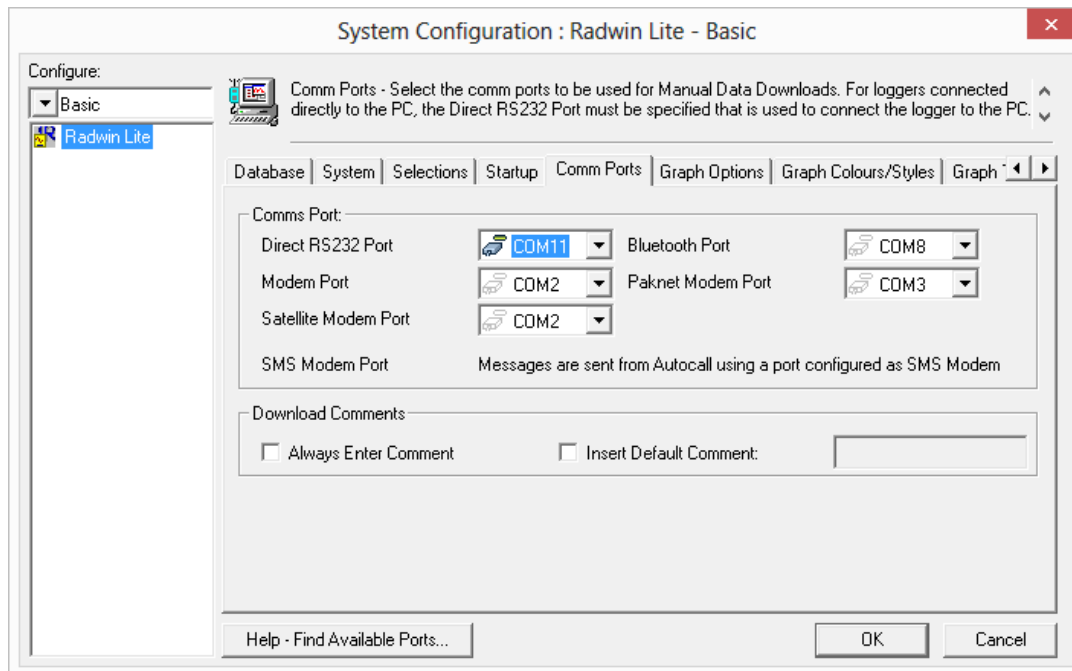 System Configuration : Radwin Lite - Basic
Configure:
Basic
Radwin Lite
Comm Ports - Select the comm ports to be used for Manual Data Downloads. For loggers connected
directly to the PC, the Direct RS232 Port must be specified that is used to connect the logger to the PC.
Database System Selections Startup Comm Ports Graph Options Graph Colours/Styles Graph
Comms Port:
Direct RS232 Port COM11 Bluetooth Port COM8
Modem Port COM2 Paknet Modem Port COM3
Satellite Modem Port COM2
SMS Modem Port Messages are sent from Autocall using a port configured as SMS Modem
Download Comments
Always Enter Comment Insert Default Comment:
Help - Find Available Ports... OK Cancel